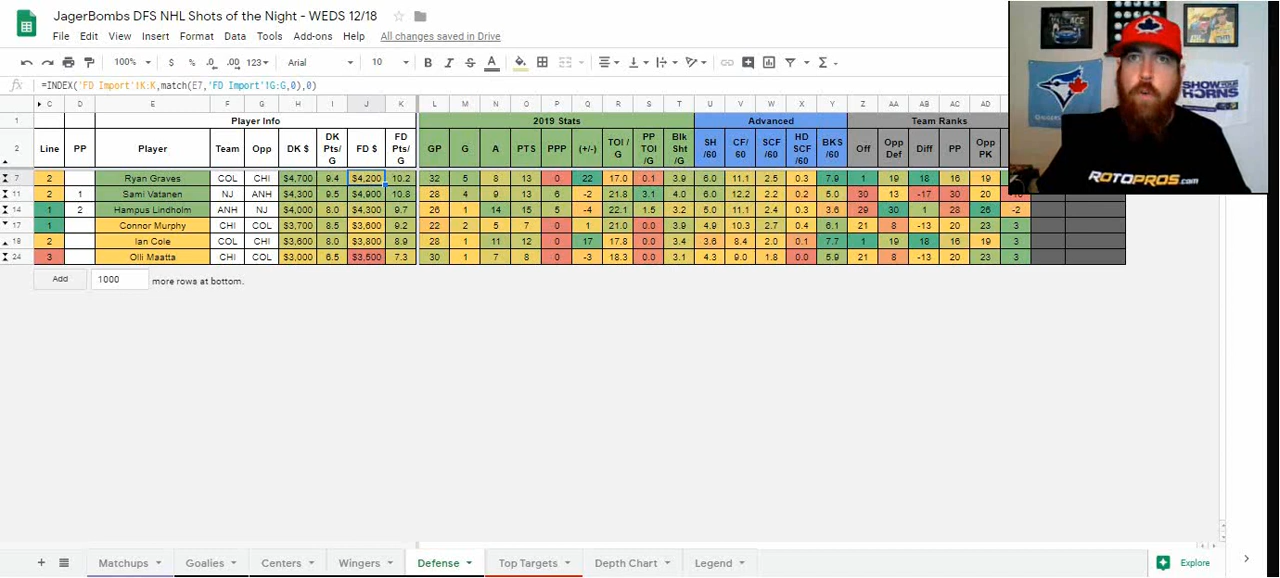 JagerBombs DFS NHL Shots of the Night - WEDS 12/18
File Edit View Insert Format Data Tools Add-ons Help All changes saved in Drive
100% $ % .0 .00 123 Arial 10 B I S A
fx =INDEX('FD Import'!K:K,match(E7,'FD Import'!G:G,0),0)
C D E F G H I J K L M N O P Q R S T U V W X Y Z AA AB AC AD
1 Player Info 2019 Stats Advanced Team Ranks
2 Line PP Player Team Opp DK $ DK Pts/ G FD $ FD Pts/ G GP G A PTS PPP (+/-) TOI / G PP TOI /G Blk Sht /G SH /60 CF/ 60 SCF /60 HD SCF /60 BKS /60 Off Opp Def Diff PP Opp PK
7 2 Ryan Graves COL CHI $4,700 9.4 $4,200 10.2 32 5 8 13 0 22 17.0 0.1 3.9 6.0 11.1 2.5 0.3 7.9 1 19 18 16 19
11 2 1 Sami Vatanen NJ ANH $4,300 9.5 $4,900 10.8 28 4 9 13 6 -2 21.8 3.1 4.0 6.0 12.2 2.2 0.2 5.0 30 13 -17 30 20
14 1 2 Hampus Lindholm ANH NJ $4,000 8.0 $4,300 9.7 26 1 14 15 5 -4 22.1 1.5 3.2 6.0 11.1 2.4 0.3 3.6 29 30 1 28 26 -2
17 1 Connor Murphy CHI COL $3,700 8.5 $3,600 9.2 22 2 5 7 0 1 21.0 0.0 3.9 4.9 10.3 2.7 0.4 6.1 21 8 -13 20 23 3
18 2 Ian Cole COL CHI $3,600 8.0 $3,800 8.9 28 1 11 12 0 17 17.8 0.0 3.4 3.6 8.4 2.0 0.1 7.7 1 19 18 16 19 3
24 3 Olli Maatta CHI COL $3,000 6.5 $3,500 7.3 30 1 7 8 0 -3 18.3 0.0 3.1 4.3 9.0 1.8 0.0 5.9 21 8 -13 20 23 3
Add 1000 more rows at bottom.
SHOW YOUR HORNS
ROTOPROS.com
Matchups Goalies Centers Wingers Defense Top Targets Depth Chart Legend Explore